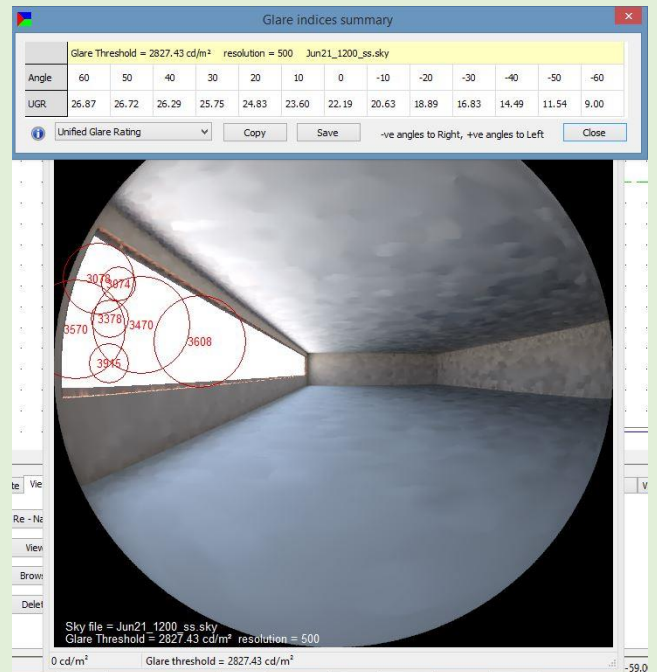 Glare indices summary
Glare Threshold = 2827.43 cd/m² resolution = 500 Jun21_1200_ss.sky
Angle 60 50 40 30 20 10 0 -10 -20 -30 -40 -50 -60
UGR 26.87 26.72 26.29 25.75 24.83 23.60 22.19 20.63 18.89 16.83 14.49 11.54 9.00
Unified Glare Rating Copy Save -ve angles to Right, +ve angles to Left Close
3078 3074
3378 3470
3570
3608
3915
Vie
Re - Na
View
Brows
Delet
Sky file = Jun21_1200_ss.sky
Glare Threshold = 2827.43 cd/m² resolution = 500
0 cd/m² Glare threshold = 2827.43 cd/m²
-59.0